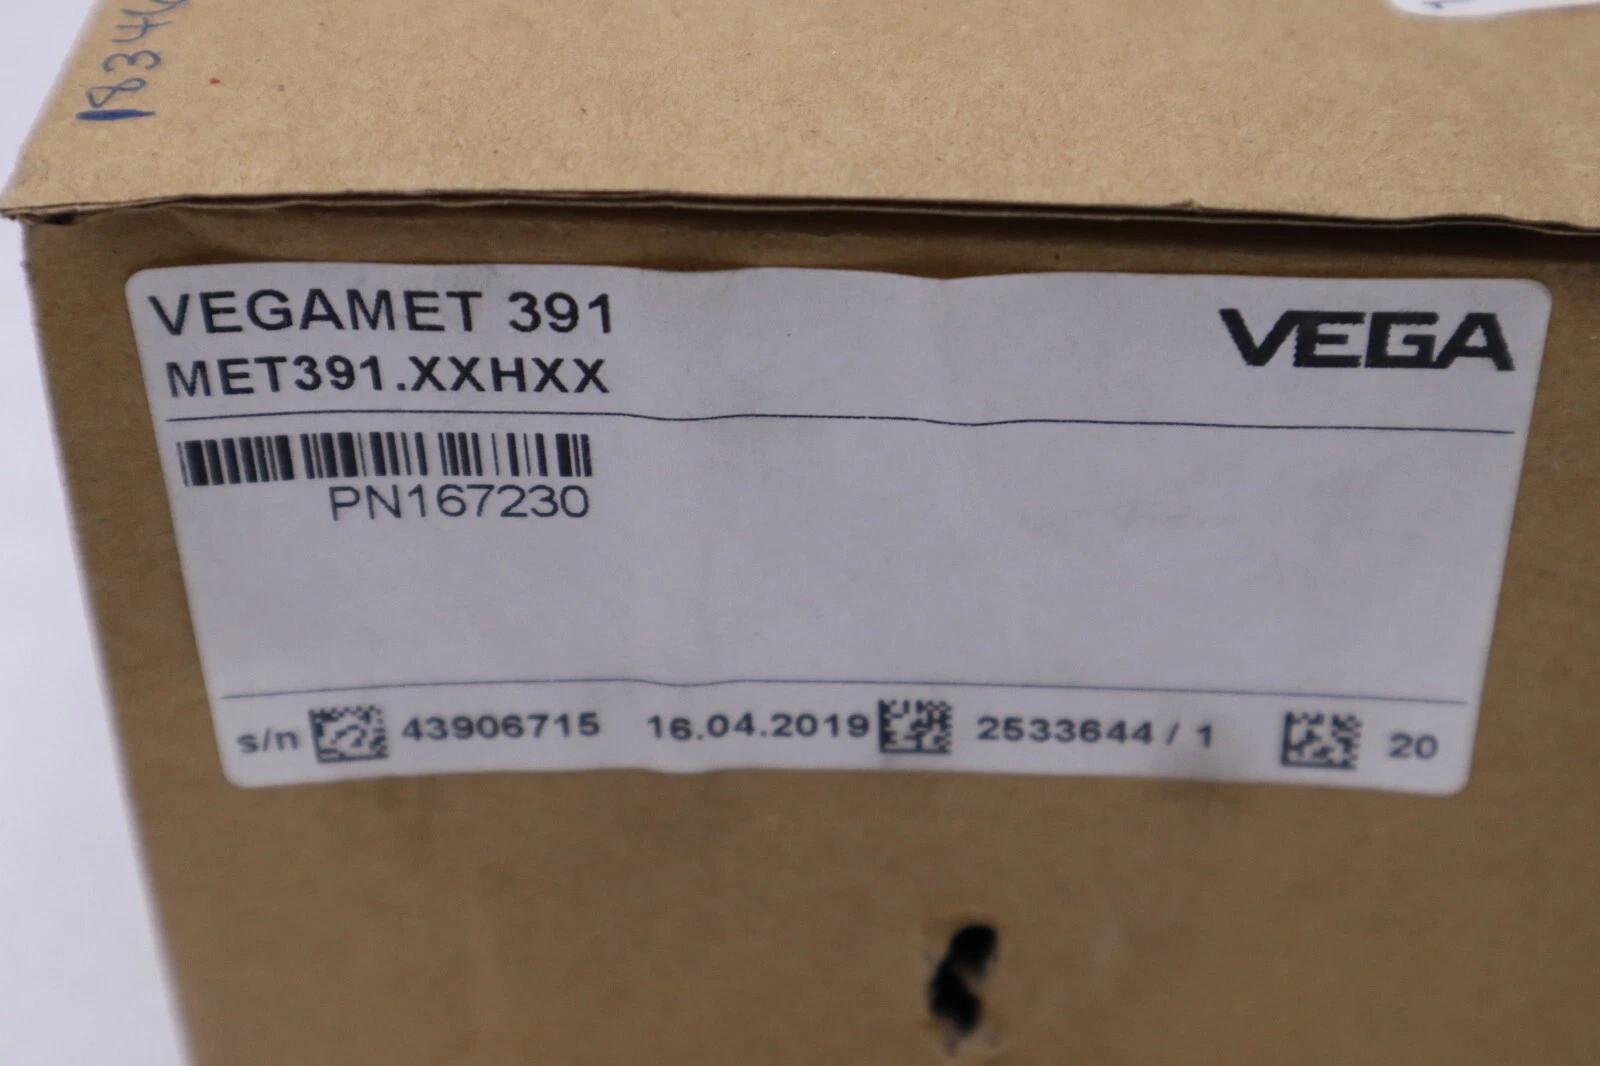 VEGAMET 391
MET391.XXHXX
VEGA
PN167230
s/n 43906715 16.04.2019 2533644 / 1 20